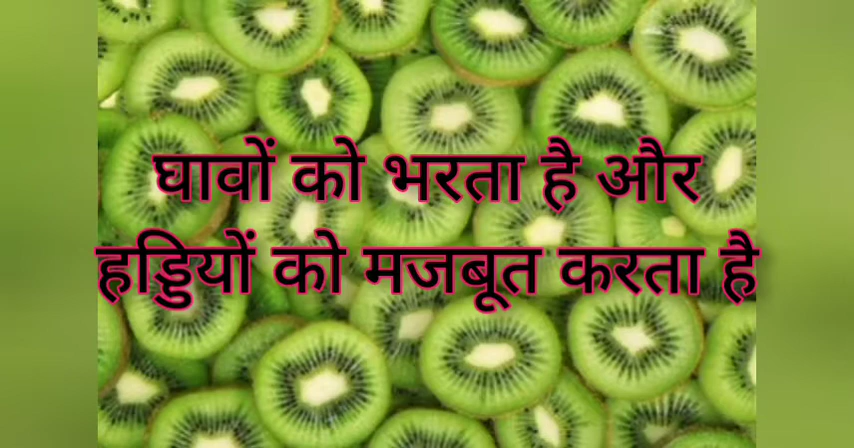 घावों को भरता है और
हड्डियों को मजबूत करता है